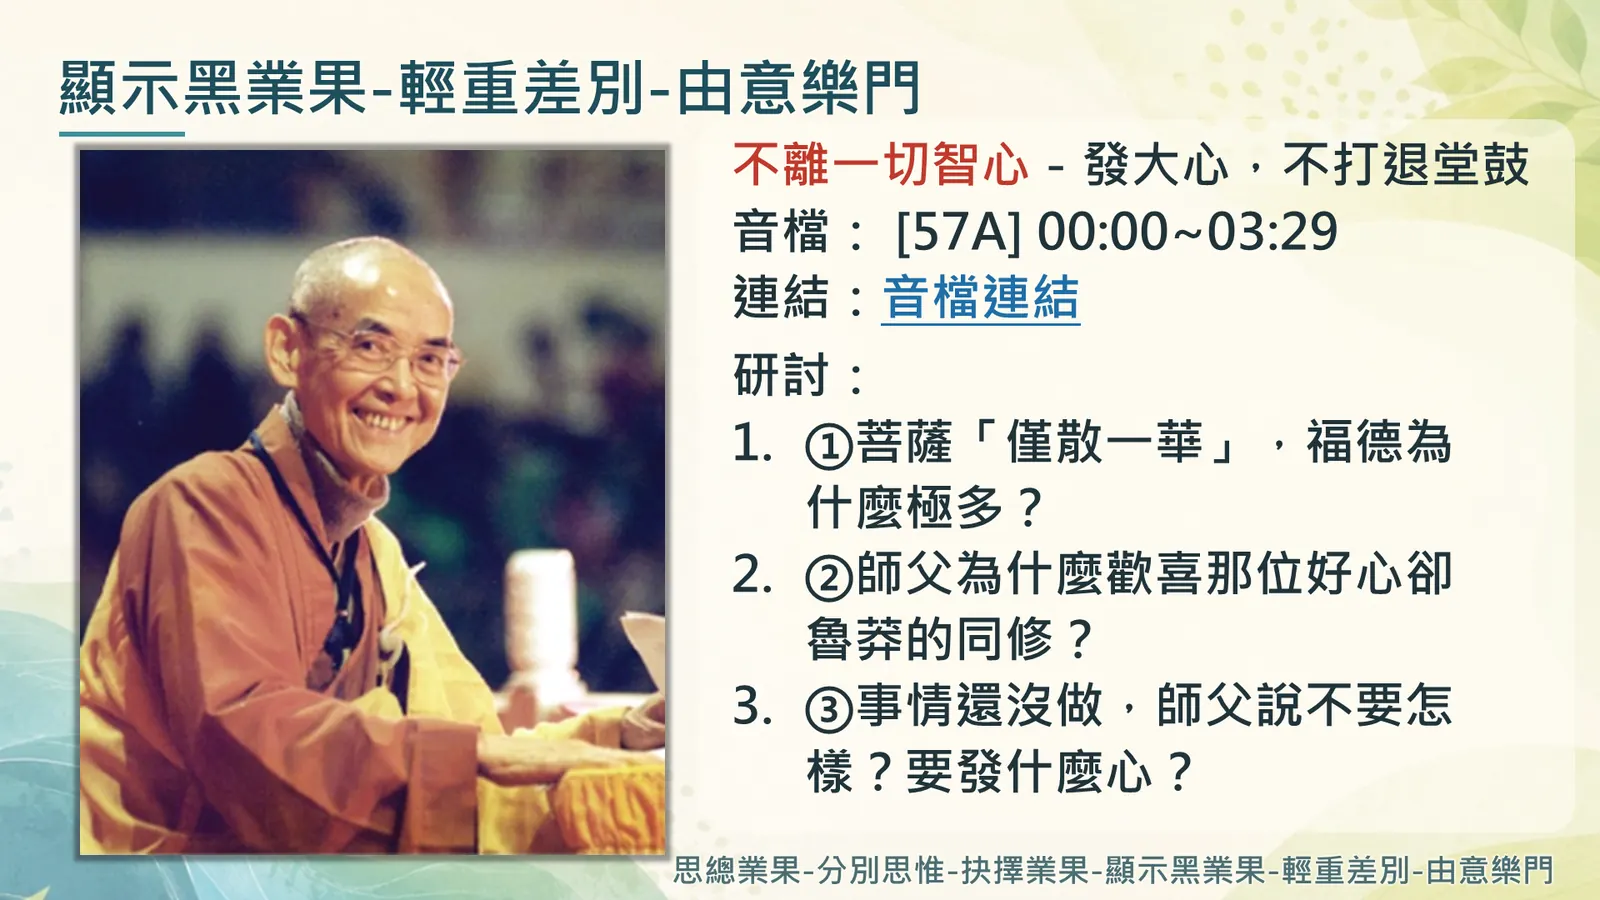 顯示黑業果-輕重差別-由意樂門
不離一切智心 - 發大心，不打退堂鼓
音檔： [57A] 00:00~03:29
連結：音檔連結
研討：
1. ①菩薩「僅散一華」，福德為
什麼極多？
2. ②師父為什麼歡喜那位好心卻
魯莽的同修？
3. ③事情還沒做，師父說不要怎
樣？要發什麼心？
思總業果-分別思惟-抉擇業果-顯示黑業果-輕重差別-由意樂門